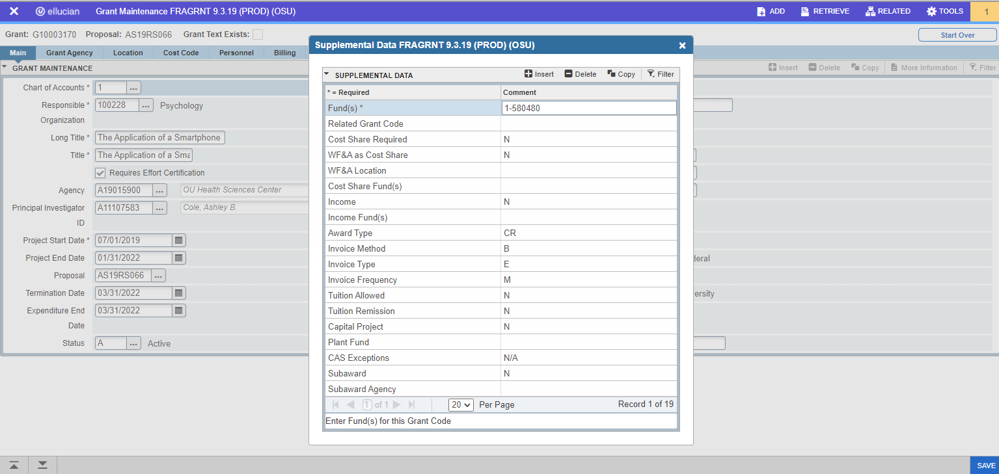 ellucian Grant Maintenance FRAGRNT 9.3.19 (PROD) (OSU) ADD RETRIEVE RELATED TOOLS 1
Grant: G10003170 Proposal: AS19RS066 Grant Text Exists: Start Over
Main Grant Agency Location Cost Code Personnel Billing
GRANT MAINTENANCE Insert Delete Copy More Information Filter
Chart of Accounts * 1 ...
Responsible * 100228 ... Psychology
Organization
Long Title * The Application of a Smartphone
Title * The Application of a Sma
Requires Effort Certification
Agency A19015900 ... OU Health Sciences Center
Principal Investigator A11107583 ... Cole, Ashley B.
ID
Project Start Date * 07/01/2019
Project End Date 01/31/2022 deral
Proposal AS19RS066 ...
Termination Date 03/31/2022 versity
Expenditure End 03/31/2022
Date
Status A ... Active
Supplemental Data FRAGRNT 9.3.19 (PROD) (OSU)
SUPPLEMENTAL DATA Insert Delete Copy Filter
* = Required Comment
Fund(s) * 1-580480
Related Grant Code
Cost Share Required N
WF&A as Cost Share N
WF&A Location
Cost Share Fund(s)
Income N
Income Fund(s)
Award Type CR
Invoice Method B
Invoice Type E
Invoice Frequency M
Tuition Allowed N
Tuition Remission N
Capital Project N
Plant Fund
CAS Exceptions N/A
Subaward N
Subaward Agency
1 of 1 20 Per Page Record 1 of 19
Enter Fund(s) for this Grant Code
SAVE